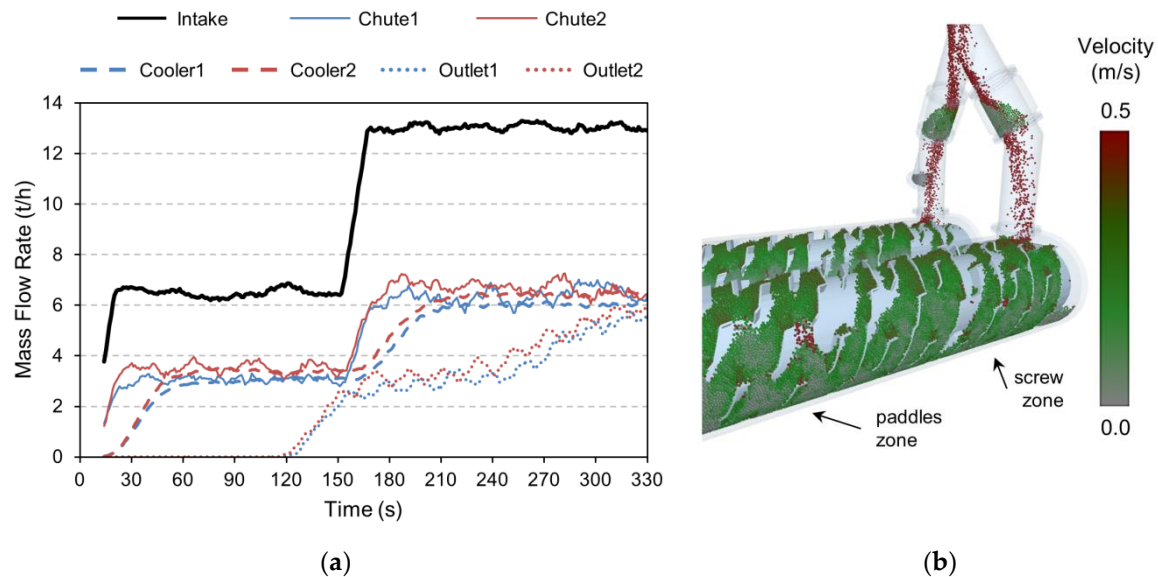 Intake
Chute1
Chute2
Cooler1
Cooler2
Outlet1
Outlet2
Mass Flow Rate (t/h)
14
12
10
8
6
4
2
0
0 30 60 90 120 150 180 210 240 270 300 330
Time (s)
(a)
Velocity
(m/s)
0.5
0.0
screw
zone
paddles
zone
(b)